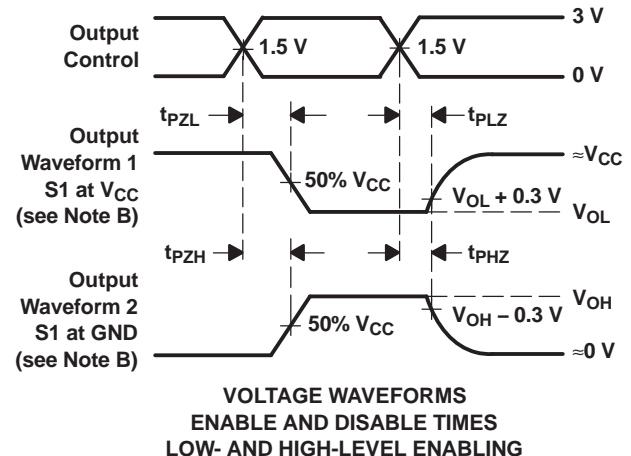 Output
Control
1.5 V
1.5 V
3 V
0 V
tPZL
tPLZ
Output
Waveform 1
S1 at VCC
(see Note B)
50% VCC
VOL + 0.3 V
≈VCC
VOL
tPZH
tPHZ
Output
Waveform 2
S1 at GND
(see Note B)
50% VCC
VOH − 0.3 V
VOH
≈0 V
VOLTAGE WAVEFORMS
ENABLE AND DISABLE TIMES
LOW- AND HIGH-LEVEL ENABLING